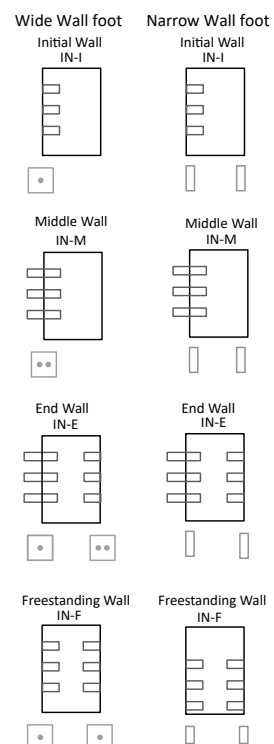 Wide Wall foot
Narrow Wall foot
Initial Wall
IN-I
Initial Wall
IN-I
Middle Wall
IN-M
Middle Wall
IN-M
End Wall
IN-E
End Wall
IN-E
Freestanding Wall
IN-F
Freestanding Wall
IN-F